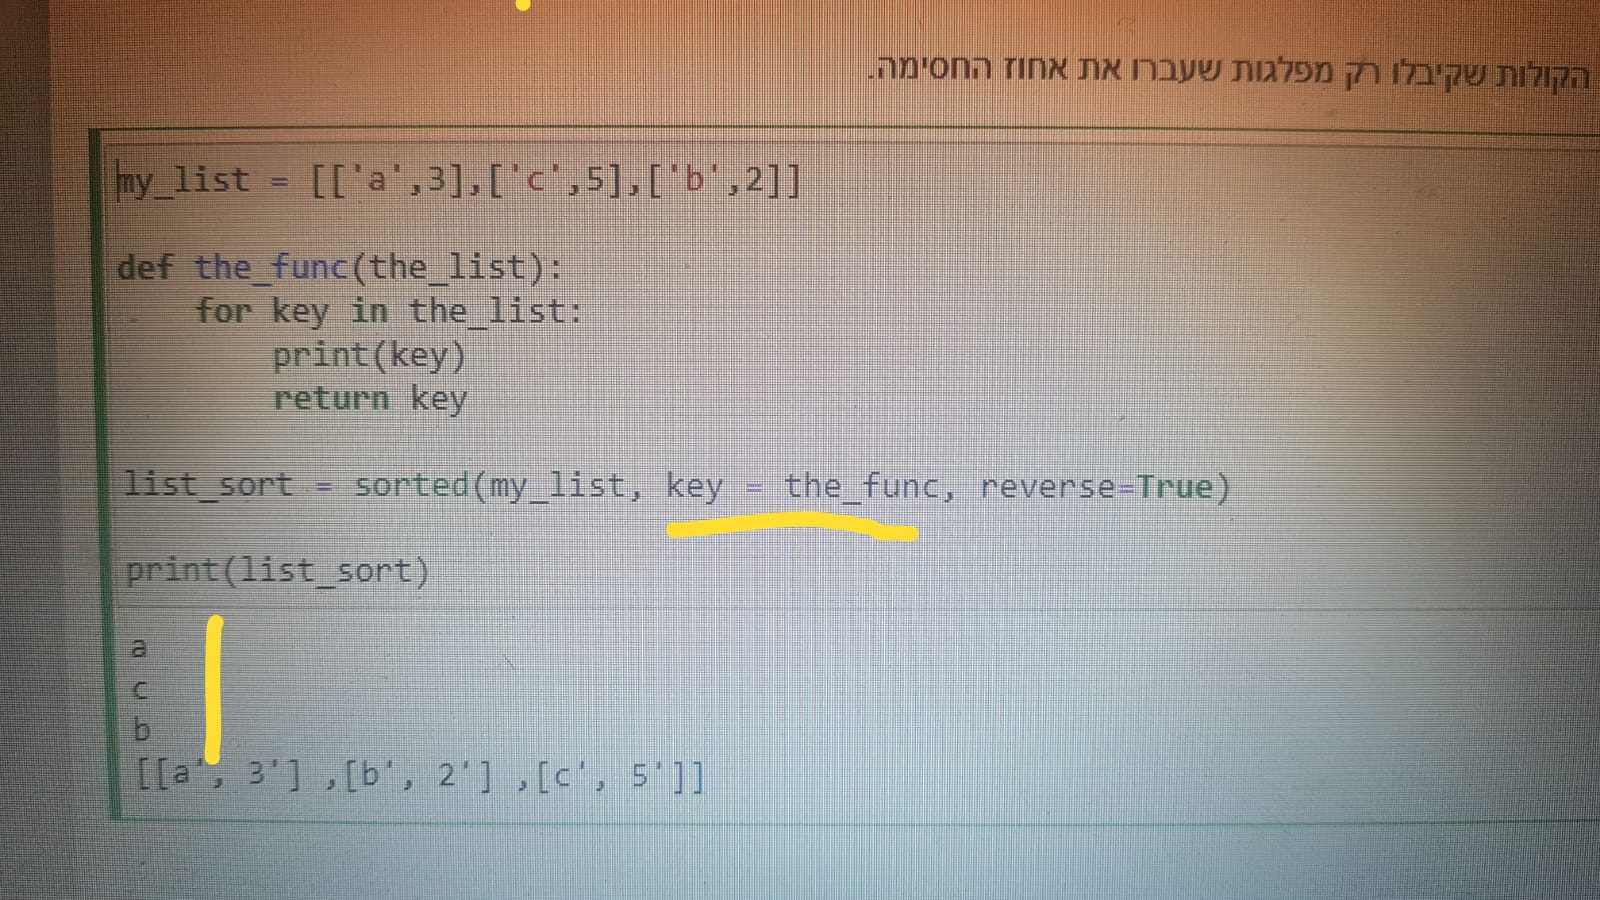 הקולות שקיבלו רק מפלגות שעברו את אחוז החסימה.
my_list = [['a',3],['c',5],['b',2]]
def the_func(the_list):
    for key in the_list:
        print(key)
        return key
list_sort = sorted(my_list, key = the_func, reverse=True)
print(list_sort)
a
c
b
[[a', 3'] ,[b', 2'] ,[c', 5']]